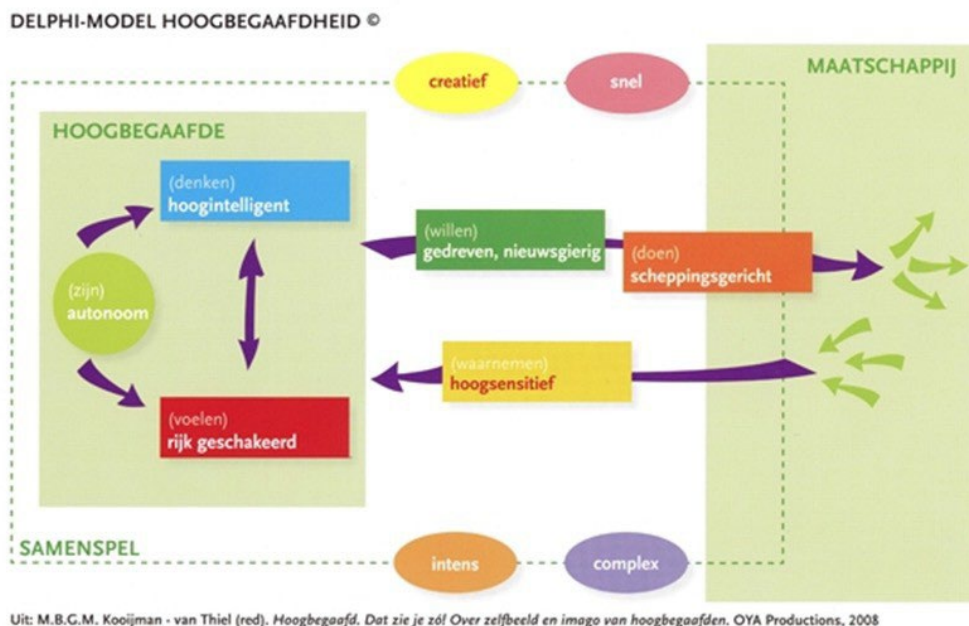 DELPHI-MODEL HOOGBEGAAFDHEID ©
creatief
snel
MAATSCHAPPIJ
HOOGBEGAAFDE
(denken)
hoogintelligent
(willen)
gedreven, nieuwsgierig
(doen)
scheppingsgericht
(zijn)
autonoom
(waarnemen)
hoogsensitief
(voelen)
rijk geschakeerd
SAMENSPEL
intens
complex
Uit: M.B.G.M. Kooijman - van Thiel (red). Hoogbegaafd. Dat zie je zó! Over zelfbeeld en imago van hoogbegaafden. OYA Productions, 2008